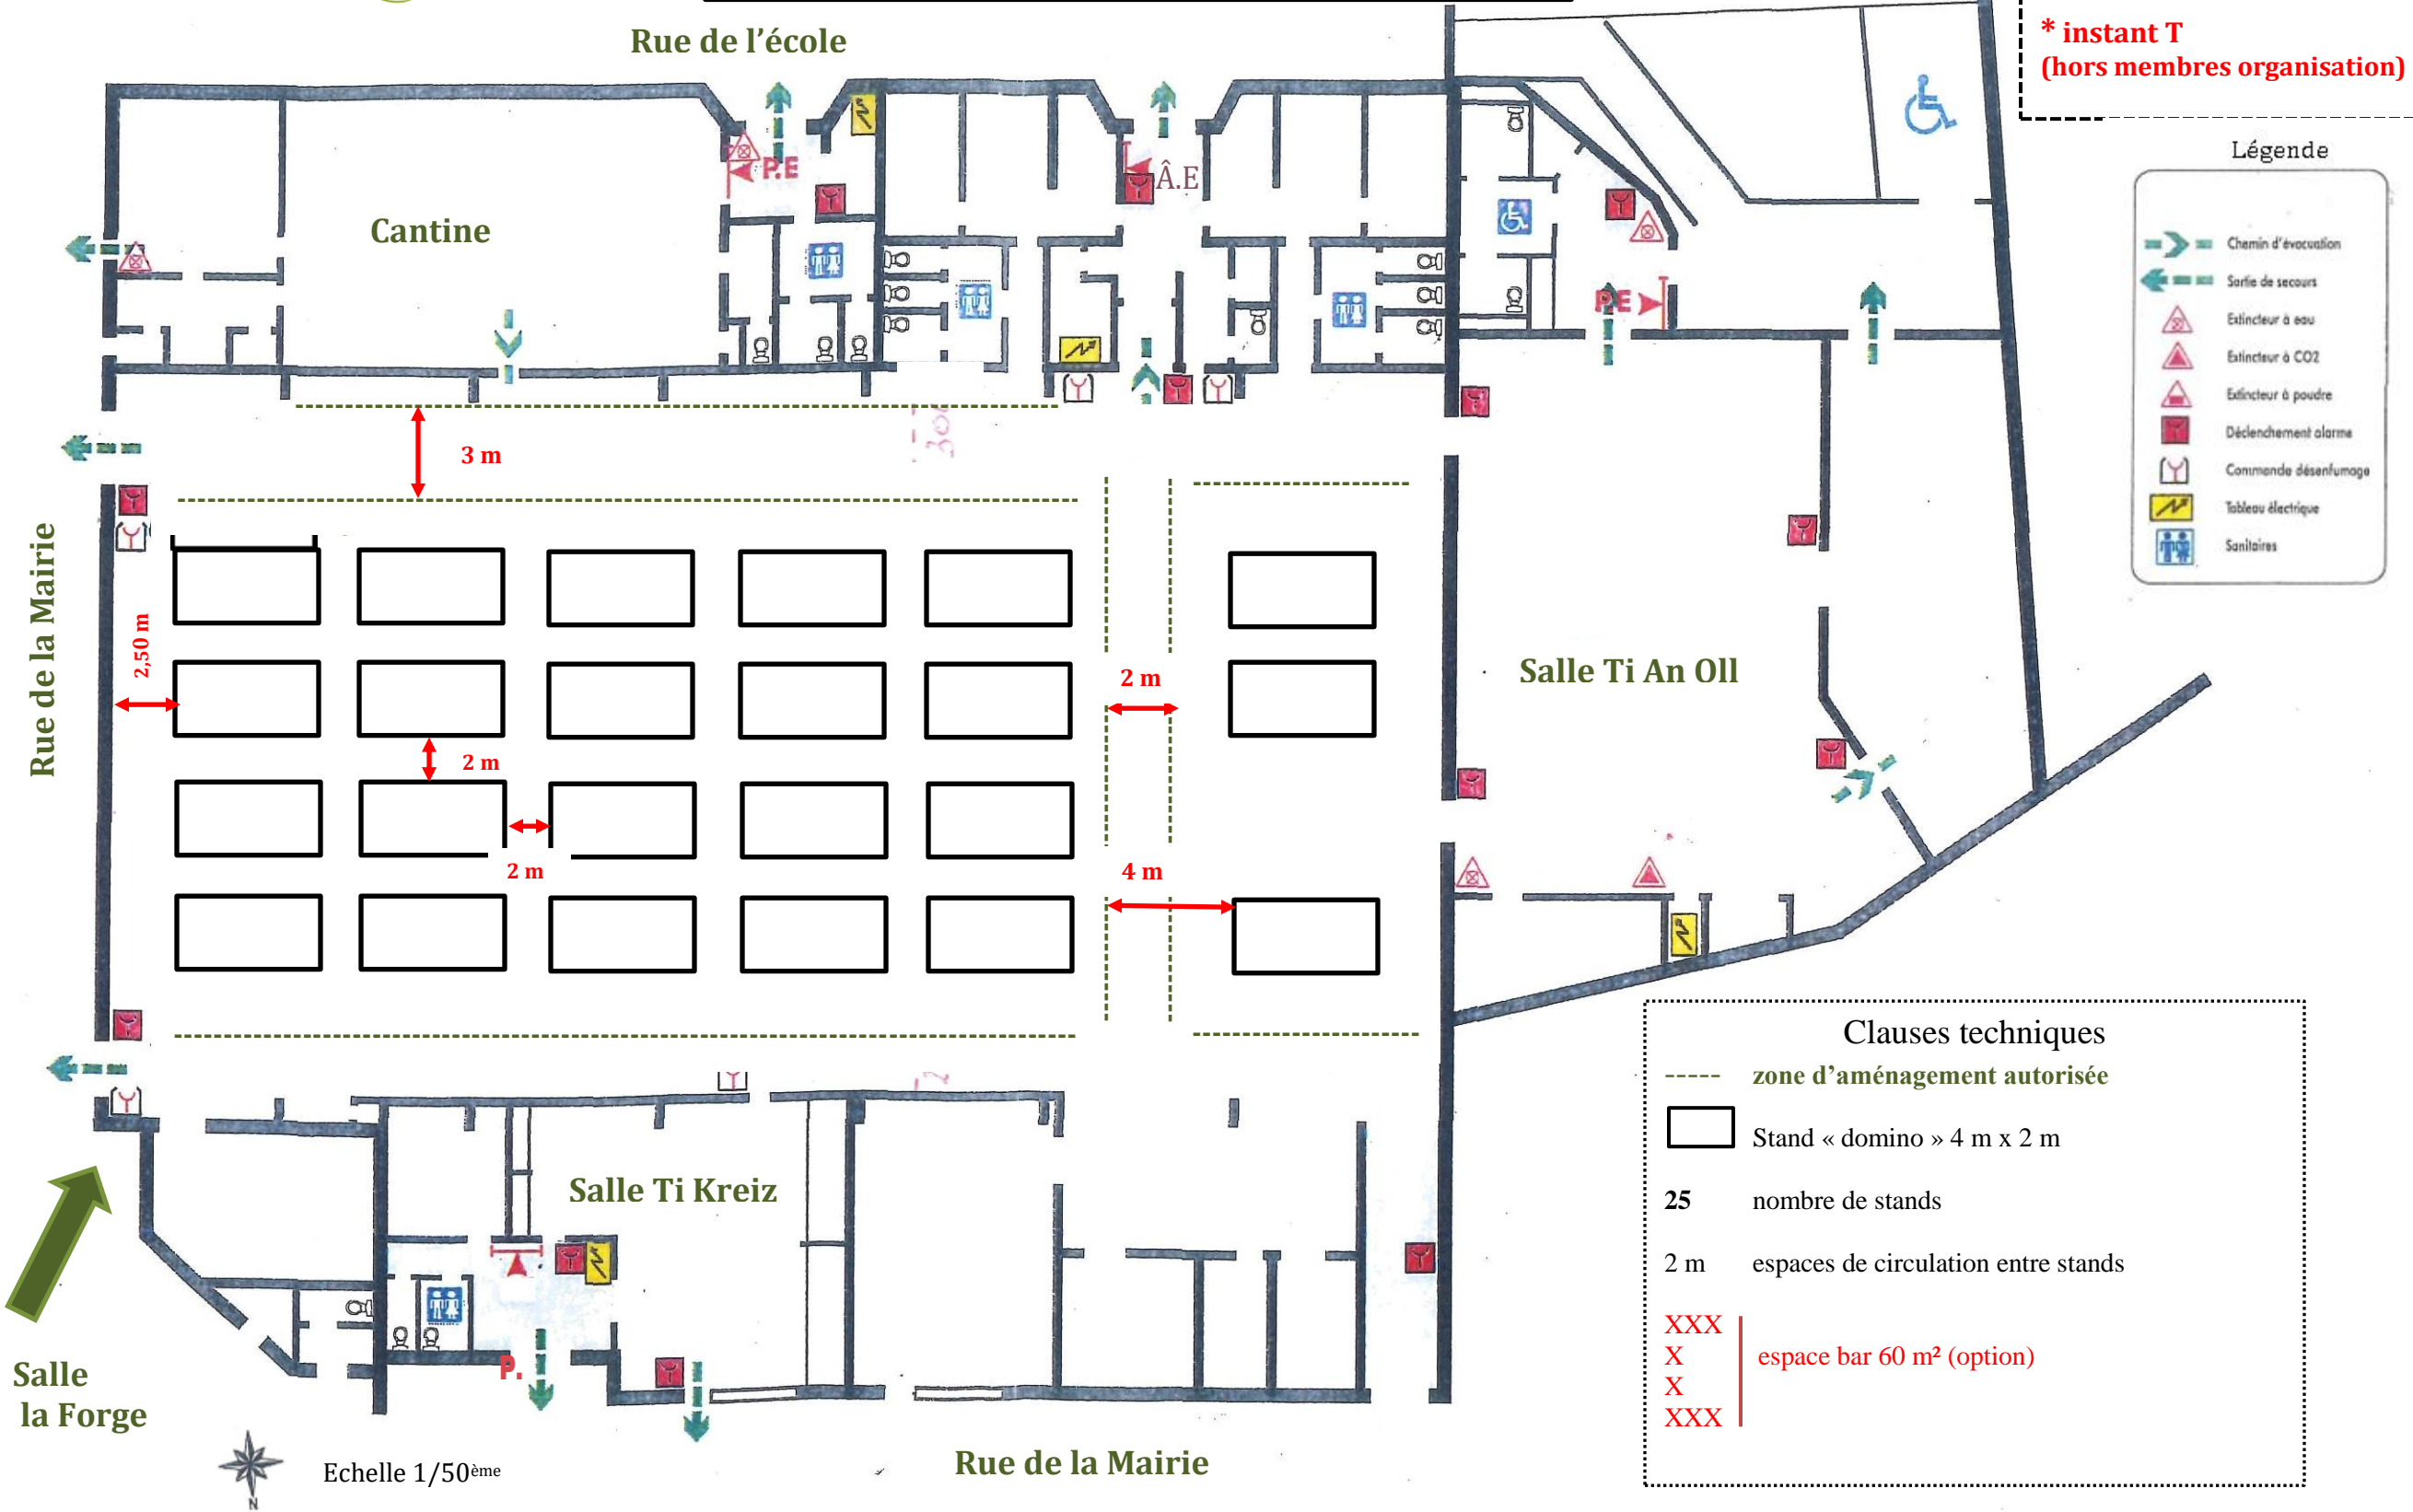 Rue de l'école
* instant T
(hors membres organisation)
Légende
Chemin d'évacuation
Sortie de secours
Extincteur à eau
Extincteur à CO2
Extincteur à poudre
Déclenchement alarme
Commande désenfumage
Tableau électrique
Sanitaires
P.E
Â.E
P.E
Cantine
3 m
300
Rue de la Mairie
2,50 m
2 m
2 m
2 m
4 m
Salle Ti An Oll
Salle Ti Kreiz
P.
Salle
la Forge
N
Echelle 1/50ème
Rue de la Mairie
Clauses techniques
----- zone d’aménagement autorisée
Stand « domino » 4 m x 2 m
25 nombre de stands
2 m espaces de circulation entre stands
XXX
X espace bar 60 m² (option)
X
XXX